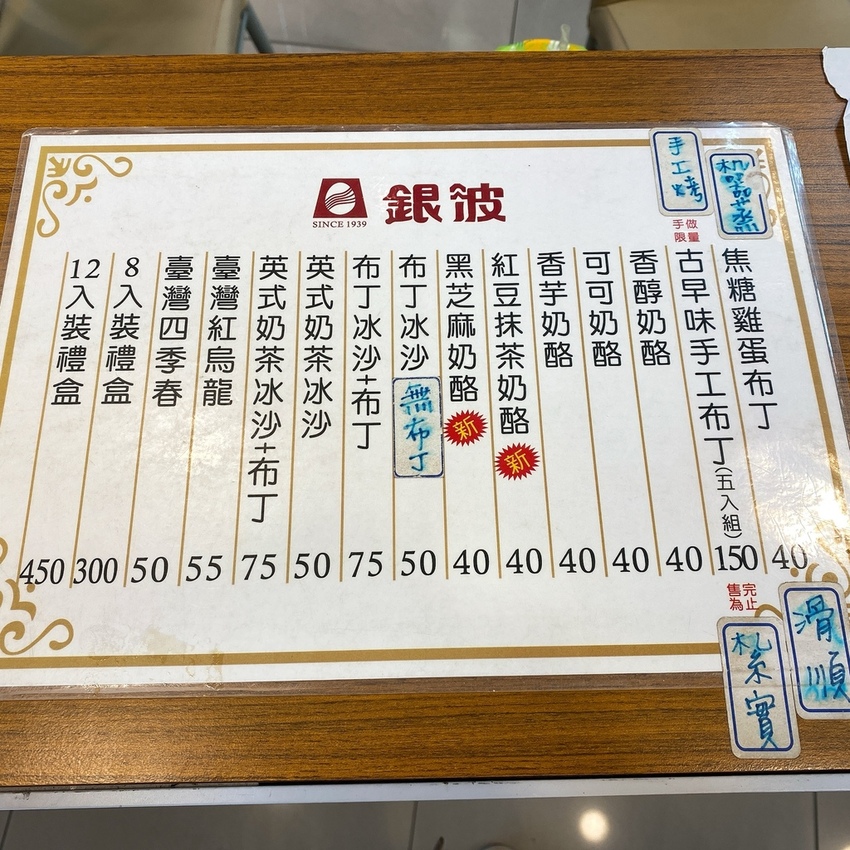 銀波
SINCE 1939
机器蒸
焦糖雞蛋布丁
40
滑順
手工烤
手做
限量
古早味手工布丁(五入組)
150
售完
為止
紮實
香醇奶酪
40
可可奶酪
40
香芋奶酪
40
紅豆抹茶奶酪
新
40
黑芝麻奶酪
新
40
布丁冰沙
無布丁
50
布丁冰沙+布丁
75
英式奶茶冰沙
50
英式奶茶冰沙+布丁
75
臺灣紅烏龍
55
臺灣四季春
50
8入裝禮盒
300
12入裝禮盒
450